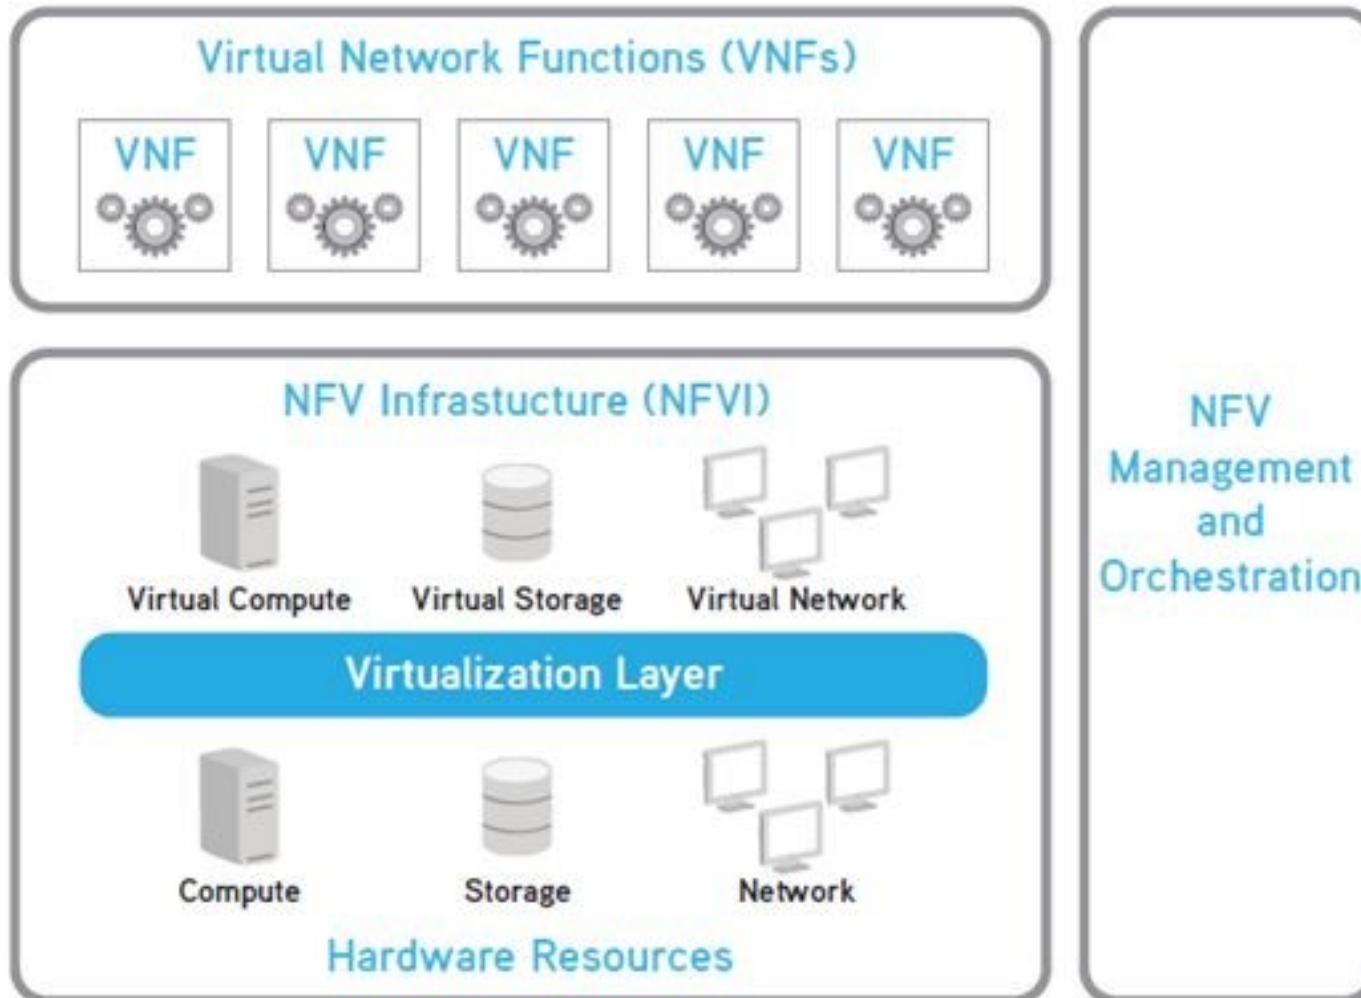 Virtual Network Functions (VNFs)
VNF VNF VNF VNF VNF
NFV Infrastucture (NFVI)
Virtual Compute Virtual Storage Virtual Network
Virtualization Layer
Compute Storage Network
Hardware Resources
NFV
Management
and
Orchestration